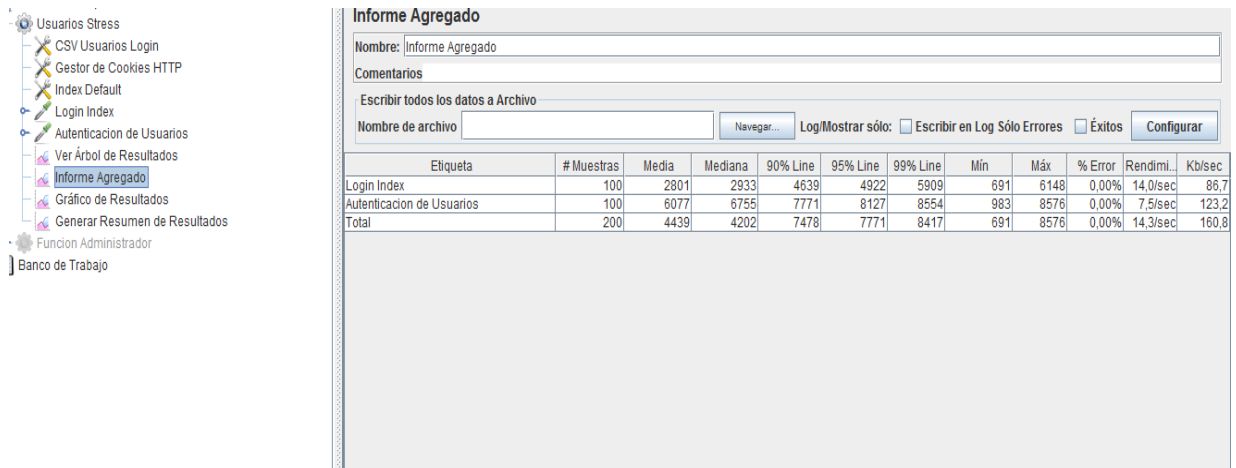 Usuarios Stress
CSV Usuarios Login
Gestor de Cookies HTTP
Index Default
Login Index
Autenticacion de Usuarios
Ver Árbol de Resultados
Informe Agregado
Gráfico de Resultados
Generar Resumen de Resultados
Funcion Administrador
Banco de Trabajo
Informe Agregado
Nombre: Informe Agregado
Comentarios
Escribir todos los datos a Archivo
Nombre de archivo Navegar... Log/Mostrar sólo: Escribir en Log Sólo Errores Éxitos Configurar
Etiqueta # Muestras Media Mediana 90% Line 95% Line 99% Line Mín Máx % Error Rendimi... Kb/sec
Login Index 100 2801 2933 4639 4922 5909 691 6148 0,00% 14,0/sec 86,7
Autenticacion de Usuarios 100 6077 6755 7771 8127 8554 983 8576 0,00% 7,5/sec 123,2
Total 200 4439 4202 7478 7771 8417 691 8576 0,00% 14,3/sec 160,8